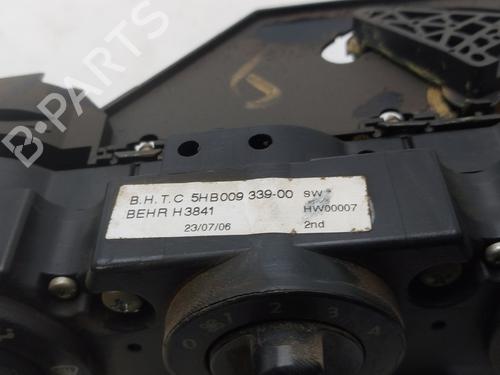 B-PARTS
B.H.T.C 5HB009 339-00
BEHR H3841
23/07/06
SW
HW00007
2nd
0 1 2 3 4